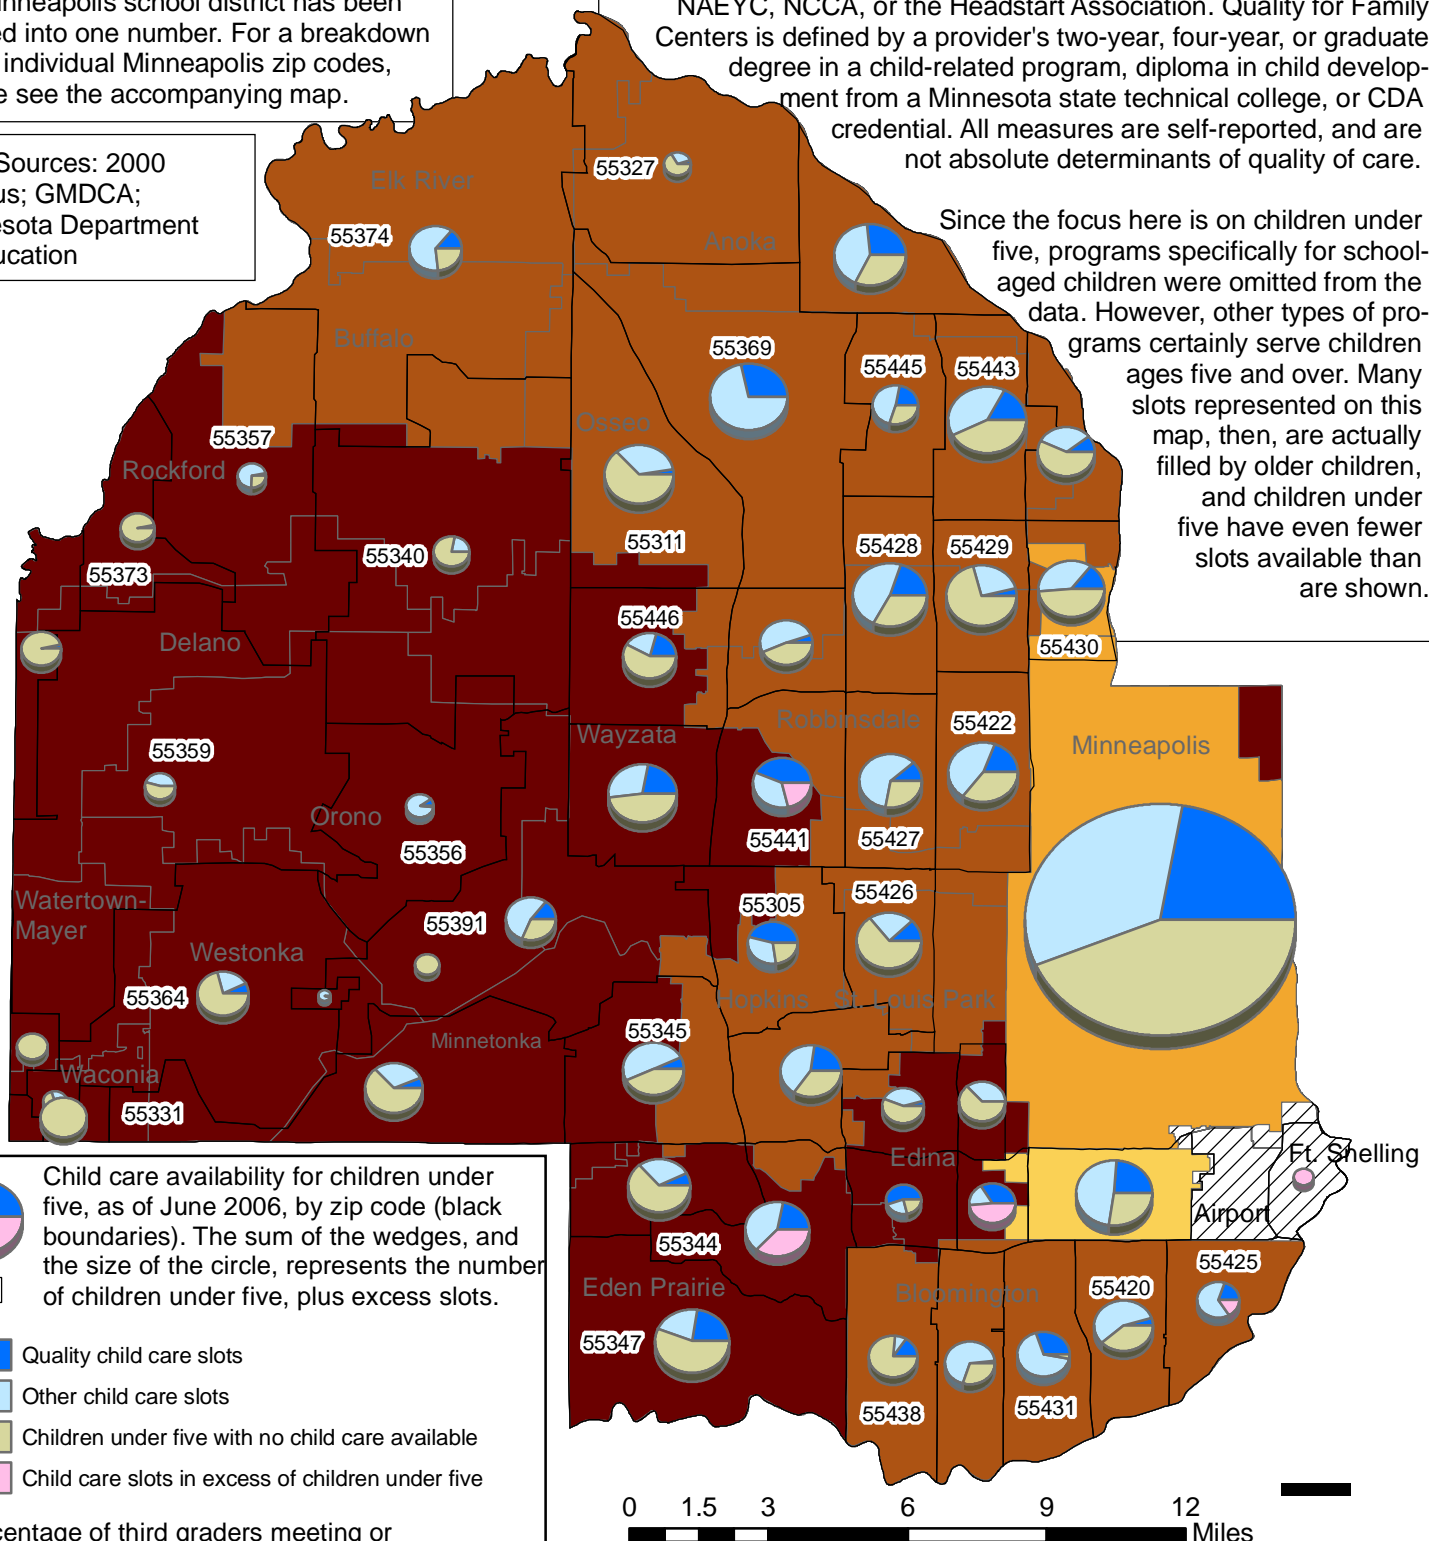 inneapolis school district has been
ed into one number. For a breakdown
individual Minneapolis zip codes,
e see the accompanying map.
Sources: 2000
us; GMDCA;
esota Department
ucation
NAEYC, NCCA, or the Headstart Association. Quality for Family
Centers is defined by a provider's two-year, four-year, or graduate
degree in a child-related program, diploma in child develop-
ment from a Minnesota state technical college, or CDA
credential. All measures are self-reported, and are
not absolute determinants of quality of care.
Since the focus here is on children under
five, programs specifically for school-
aged children were omitted from the
data. However, other types of pro-
grams certainly serve children
ages five and over. Many
slots represented on this
map, then, are actually
filled by older children,
and children under
five have even fewer
slots available than
are shown.
55327
Elk River
55374
Anoka
Buffalo
55369
55445
55443
Osseo
55357
Rockford
55311
55340
55428
55429
55373
55446
Delano
55430
Robbinsdale
55422
Wayzata
Minneapolis
55359
Orono
55441
55427
55356
55426
Watertown-
Mayer
55305
55391
Westonka
55364
Hopkins
St. Louis Park
55345
Minnetonka
Waconia
55331
Edina
Ft. Snelling
Airport
55344
Eden Prairie
55425
55420
Bloomington
55347
55438
55431
Child care availability for children under
five, as of June 2006, by zip code (black
boundaries). The sum of the wedges, and
the size of the circle, represents the number
of children under five, plus excess slots.
Quality child care slots
Other child care slots
Children under five with no child care available
Child care slots in excess of children under five
centage of third graders meeting or
0 1.5 3 6 9 12
Miles